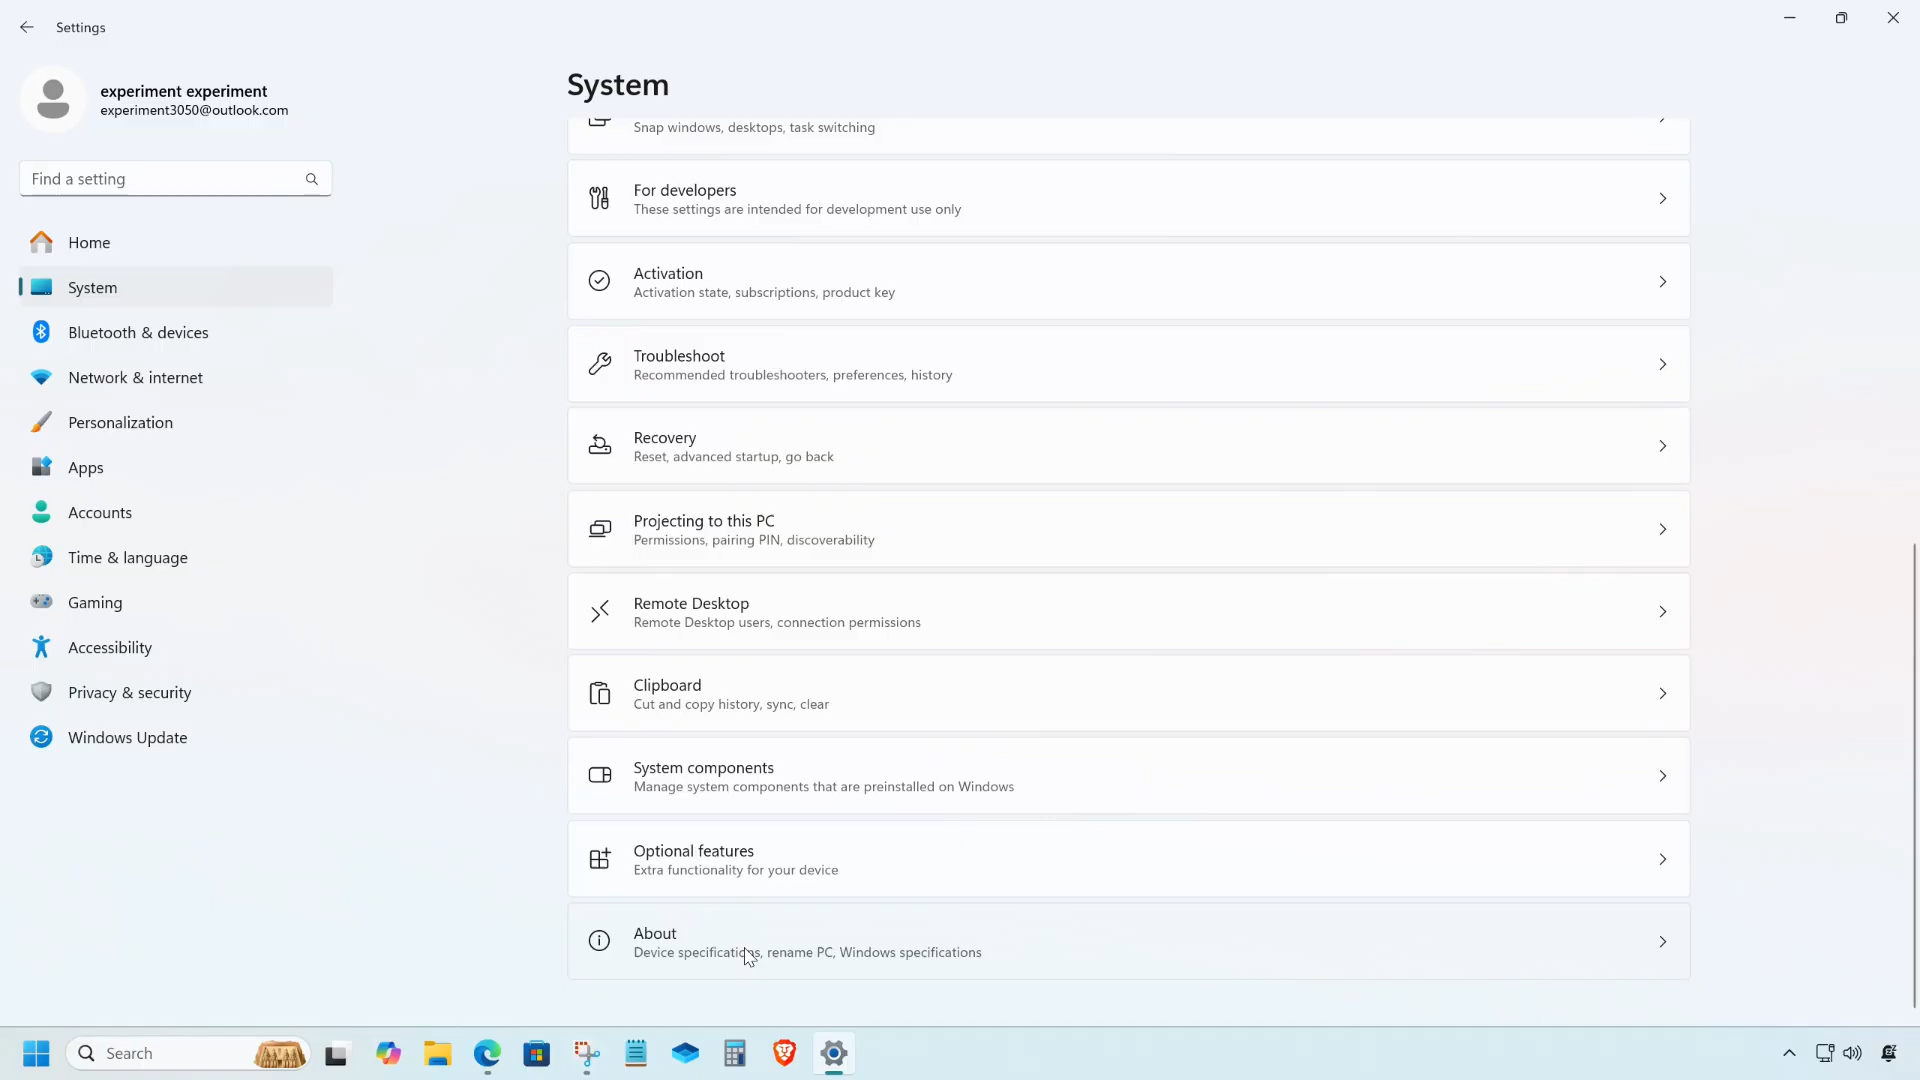 Settings
experiment experiment
experiment3050@outlook.com
Find a setting
Home
System
Bluetooth & devices
Network & internet
Personalization
Apps
Accounts
Time & language
Gaming
Accessibility
Privacy & security
Windows Update
System
Snap windows, desktops, task switching
For developers
These settings are intended for development use only
Activation
Activation state, subscriptions, product key
Troubleshoot
Recommended troubleshooters, preferences, history
Recovery
Reset, advanced startup, go back
Projecting to this PC
Permissions, pairing PIN, discoverability
Remote Desktop
Remote Desktop users, connection permissions
Clipboard
Cut and copy history, sync, clear
System components
Manage system components that are preinstalled on Windows
Optional features
Extra functionality for your device
About
Device specifications, rename PC, Windows specifications
Search